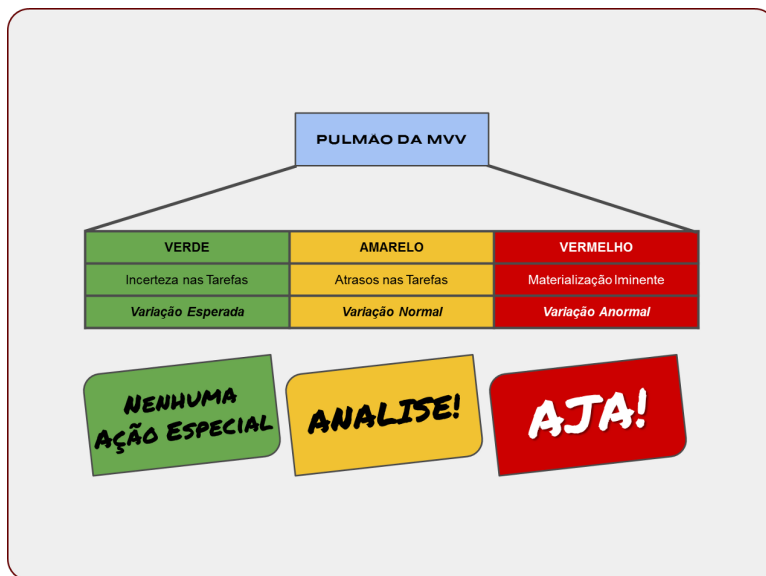 PULMÃO DA MVV
VERDE AMARELO VERMELHO
Incerteza nas Tarefas Atrasos nas Tarefas Materialização Iminente
Variação Esperada Variação Normal Variação Anormal
NENHUMA
AÇÃO ESPECIAL
ANALISE!
AJA!